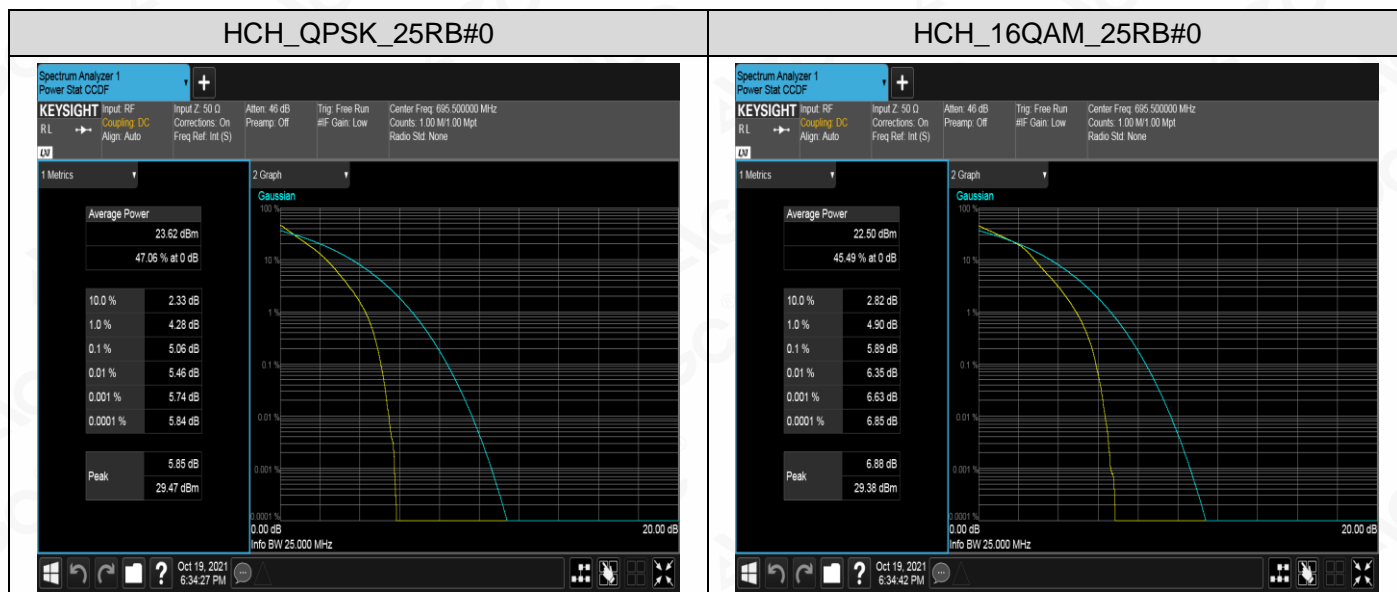 HCH_QPSK_25RB#0
Spectrum Analyzer 1
Power Stat CCDF
+
KEYSIGHT Input: RF Input Z: 50 Ω Atten: 46 dB Trig: Free Run Center Freq: 695.500000 MHz
RL Coupling: DC Corrections: On Preamp: Off #IF Gain: Low Counts: 1.00 M/1.00 Mpt
Align: Auto Freq Ref: Int (S) Radio Std: None
LXI
1 Metrics
2 Graph
Average Power
23.62 dBm
47.06 % at 0 dB
10.0 % 2.33 dB
1.0 % 4.28 dB
0.1 % 5.06 dB
0.01 % 5.46 dB
0.001 % 5.74 dB
0.0001 % 5.84 dB
Peak 5.85 dB
29.47 dBm
Gaussian
100 %
10 %
1 %
0.1 %
0.01 %
0.001 %
0.0001 %
0.00 dB 20.00 dB
Info BW 25.000 MHz
? Oct 19, 2021
6:34:27 PM
HCH_16QAM_25RB#0
Spectrum Analyzer 1
Power Stat CCDF
+
KEYSIGHT Input: RF Input Z: 50 Ω Atten: 46 dB Trig: Free Run Center Freq: 695.500000 MHz
RL Coupling: DC Corrections: On Preamp: Off #IF Gain: Low Counts: 1.00 M/1.00 Mpt
Align: Auto Freq Ref: Int (S) Radio Std: None
LXI
1 Metrics
2 Graph
Average Power
22.50 dBm
45.49 % at 0 dB
10.0 % 2.82 dB
1.0 % 4.90 dB
0.1 % 5.89 dB
0.01 % 6.35 dB
0.001 % 6.63 dB
0.0001 % 6.85 dB
Peak 6.88 dB
29.38 dBm
Gaussian
100 %
10 %
1 %
0.1 %
0.01 %
0.001 %
0.0001 %
0.00 dB 20.00 dB
Info BW 25.000 MHz
? Oct 19, 2021
6:34:42 PM